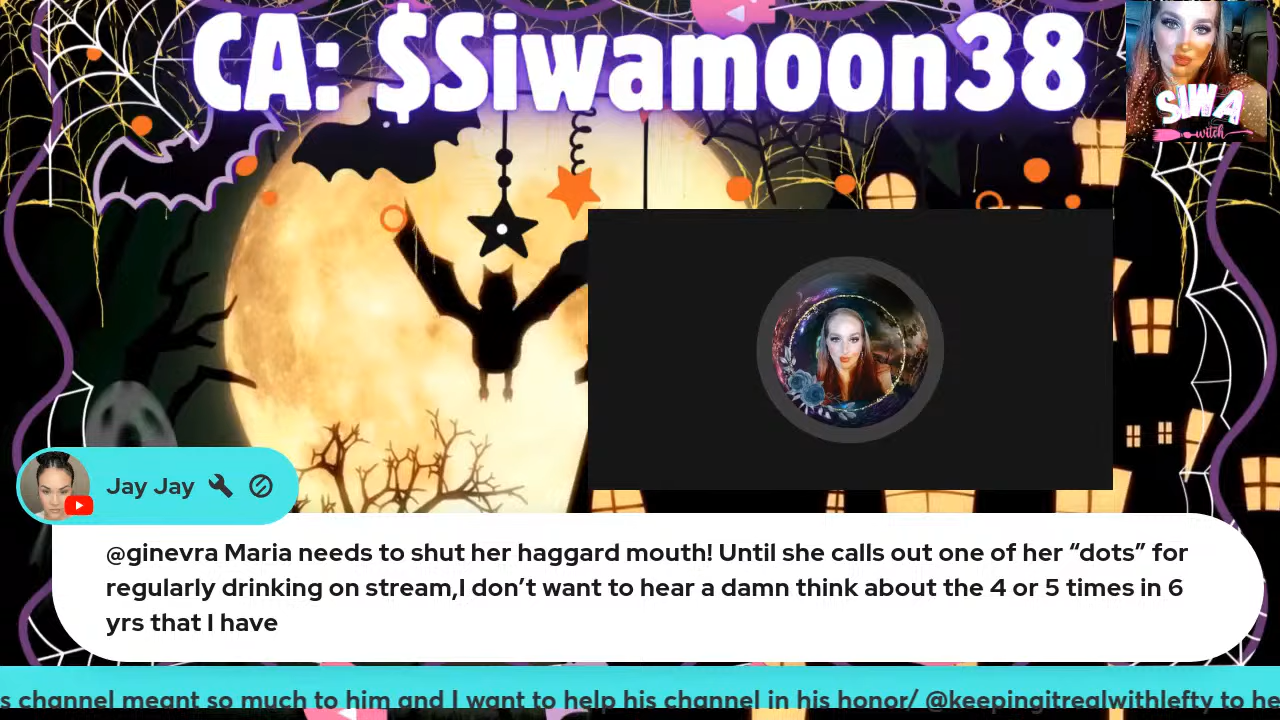 CA: $Siwamoon38
SIWA
witch
Jay Jay
@ginevra Maria needs to shut her haggard mouth! Until she calls out one of her “dots” for
regularly drinking on stream,I don’t want to hear a damn think about the 4 or 5 times in 6
yrs that I have
s channel meant so much to him and I want to help his channel in his honor/ @keepingitrealwithlefty to he